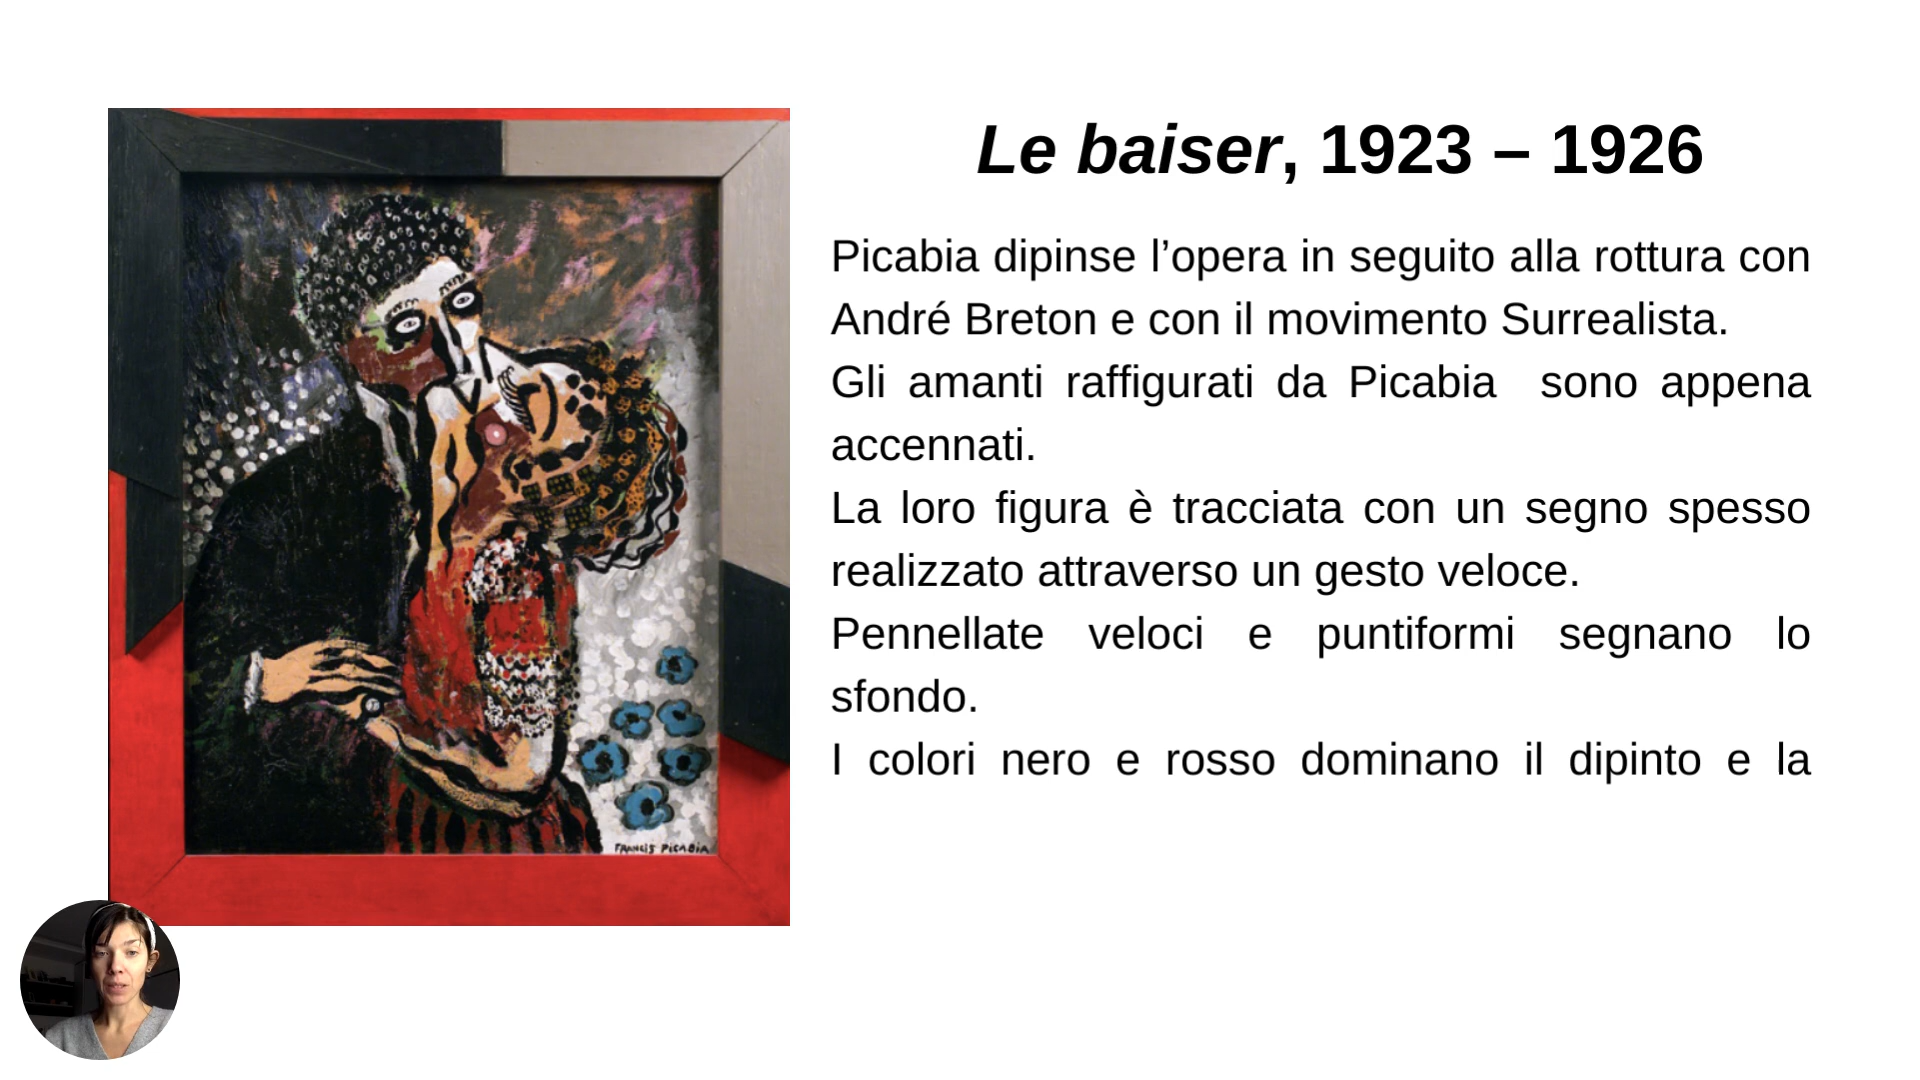 Le baiser, 1923 – 1926
Picabia dipinse l’opera in seguito alla rottura con
André Breton e con il movimento Surrealista.
Gli amanti raffigurati da Picabia  sono appena
accennati.
La loro figura è tracciata con un segno spesso
realizzato attraverso un gesto veloce.
Pennellate veloci e puntiformi segnano lo
sfondo.
I colori nero e rosso dominano il dipinto e la
FRANCIS PICABIA